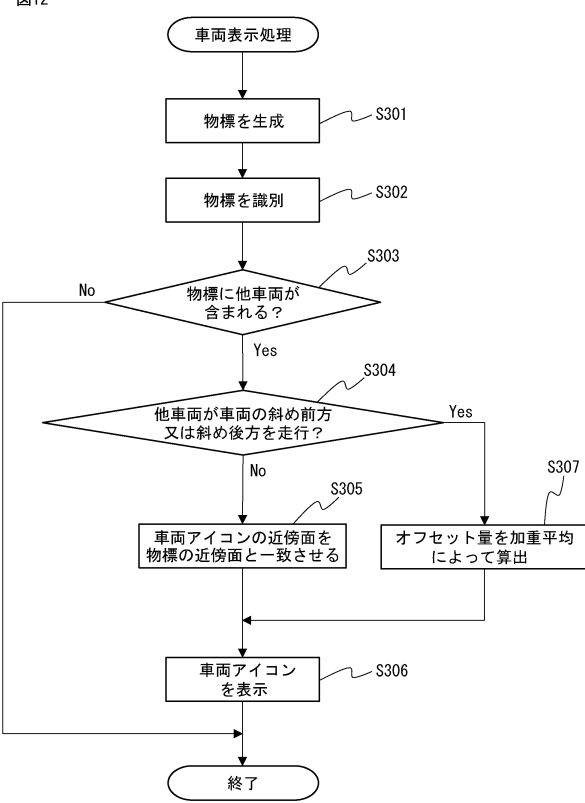 図12
車両表示処理
物標を生成
S301
物標を識別
S302
S303
No
物標に他車両が
含まれる？
Yes
S304
他車両が車両の斜め前方
又は斜め後方を走行？
Yes
No
S307
S305
車両アイコンの近傍面を
物標の近傍面と一致させる
オフセット量を加重平均
によって算出
車両アイコン
を表示
S306
終了